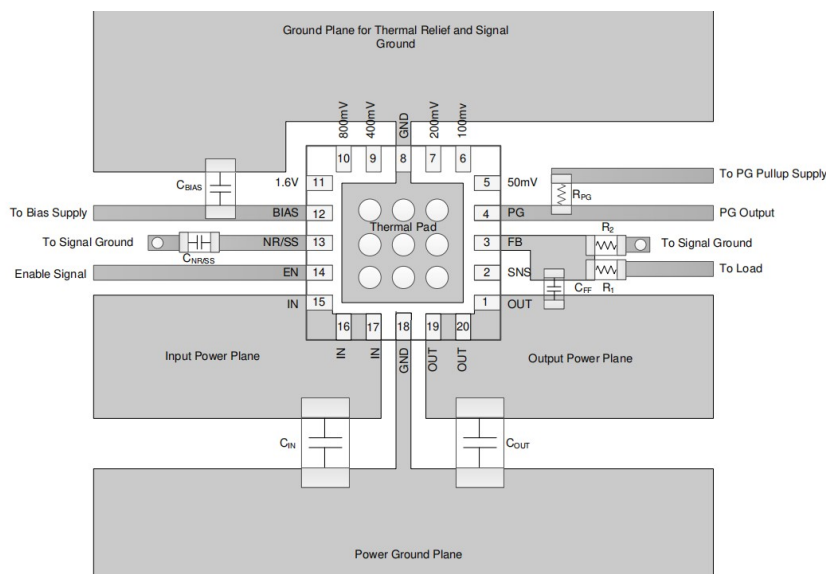 Ground Plane for Thermal Relief and Signal
Ground
800mV
400mV
GND
200mV
100mv
10
9
8
7
6
CBIAS
1.6V
11
5
50mV
RPG
To PG Pullup Supply
To Bias Supply
BIAS
12
Thermal Pad
4
PG
PG Output
To Signal Ground
CNR/SS
NR/SS
13
3
FB
R2
To Signal Ground
Enable Signal
EN
14
2
SNS
CFF
R1
To Load
IN
15
1
OUT
16
17
18
19
20
IN
IN
GND
OUT
OUT
Input Power Plane
Output Power Plane
CIN
COUT
Power Ground Plane